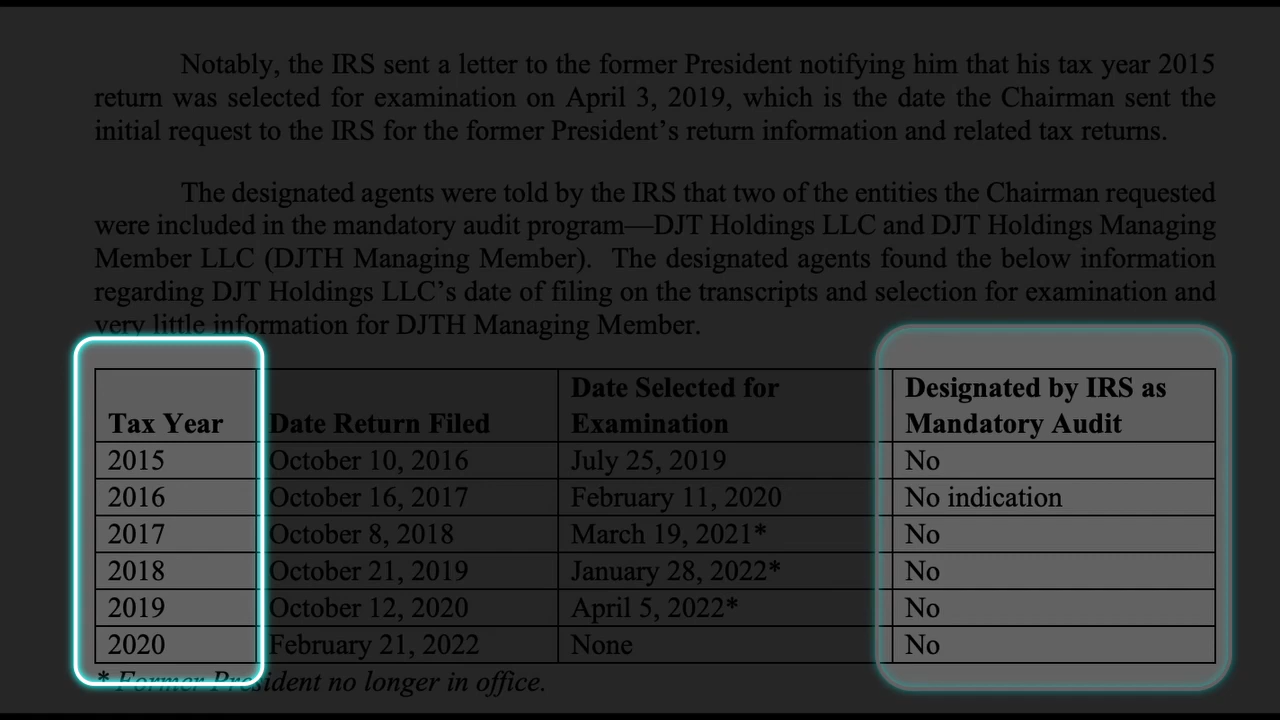 Notably, the IRS sent a letter to the former President notifying him that his tax year 2015
return was selected for examination on April 3, 2019, which is the date the Chairman sent the
initial request to the IRS for the former President's return information and related tax returns.
The designated agents were told by the IRS that two of the entities the Chairman requested
were included in the mandatory audit program—DJT Holdings LLC and DJT Holdings Managing
Member LLC (DJTH Managing Member). The designated agents found the below information
regarding DJT Holdings LLC's date of filing on the transcripts and selection for examination and
very little information for DJTH Managing Member.
Tax Year Date Return Filed Date Selected for Examination Designated by IRS as Mandatory Audit
2015 October 10, 2016 July 25, 2019 No
2016 October 16, 2017 February 11, 2020 No indication
2017 October 8, 2018 March 19, 2021* No
2018 October 21, 2019 January 28, 2022* No
2019 October 12, 2020 April 5, 2022* No
2020 February 21, 2022 None No
* Former President no longer in office.